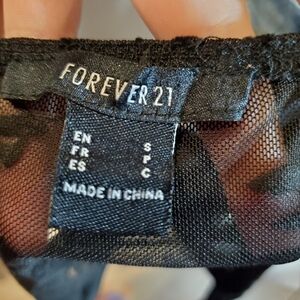 FOREVER 21
EN S
FR P
ES C
MADE IN CHINA